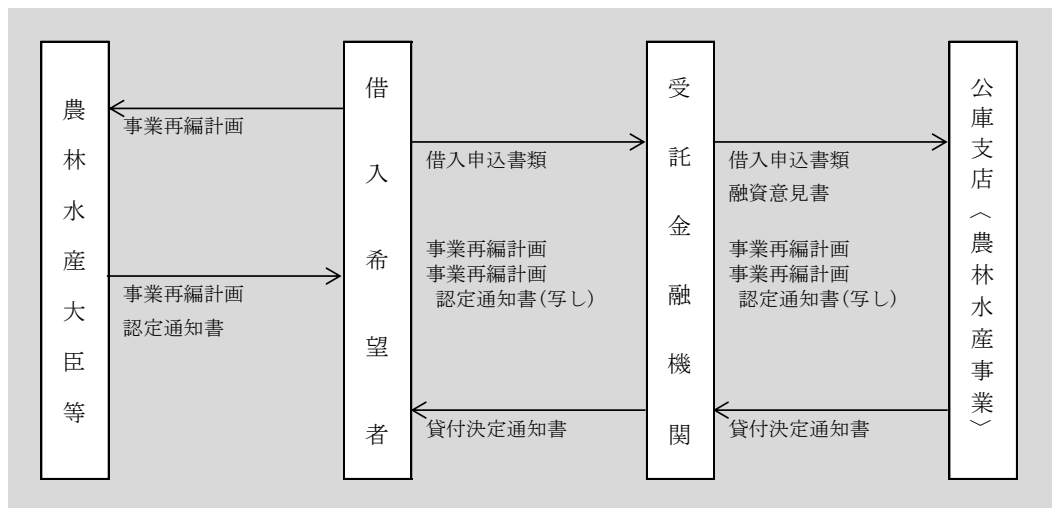 農林水産大臣等
事業再編計画
事業再編計画
認定通知書
借入希望者
借入申込書類
事業再編計画
事業再編計画
認定通知書(写し)
貸付決定通知書
受託金融機関
借入申込書類
融資意見書
事業再編計画
事業再編計画
認定通知書(写し)
貸付決定通知書
公庫支店〈農林水産事業〉